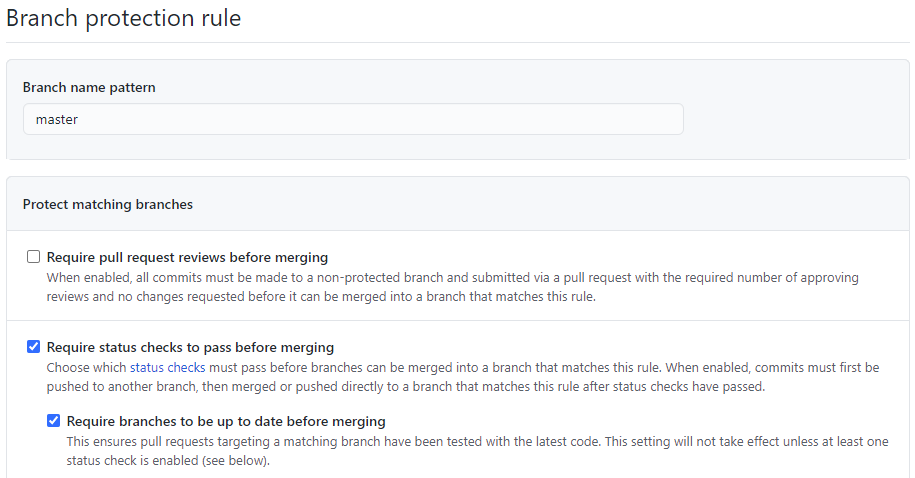 Branch protection rule
Branch name pattern
master
Protect matching branches
Require pull request reviews before merging
When enabled, all commits must be made to a non-protected branch and submitted via a pull request with the required number of approving
reviews and no changes requested before it can be merged into a branch that matches this rule.
Require status checks to pass before merging
Choose which status checks must pass before branches can be merged into a branch that matches this rule. When enabled, commits must first be
pushed to another branch, then merged or pushed directly to a branch that matches this rule after status checks have passed.
Require branches to be up to date before merging
This ensures pull requests targeting a matching branch have been tested with the latest code. This setting will not take effect unless at least one
status check is enabled (see below).